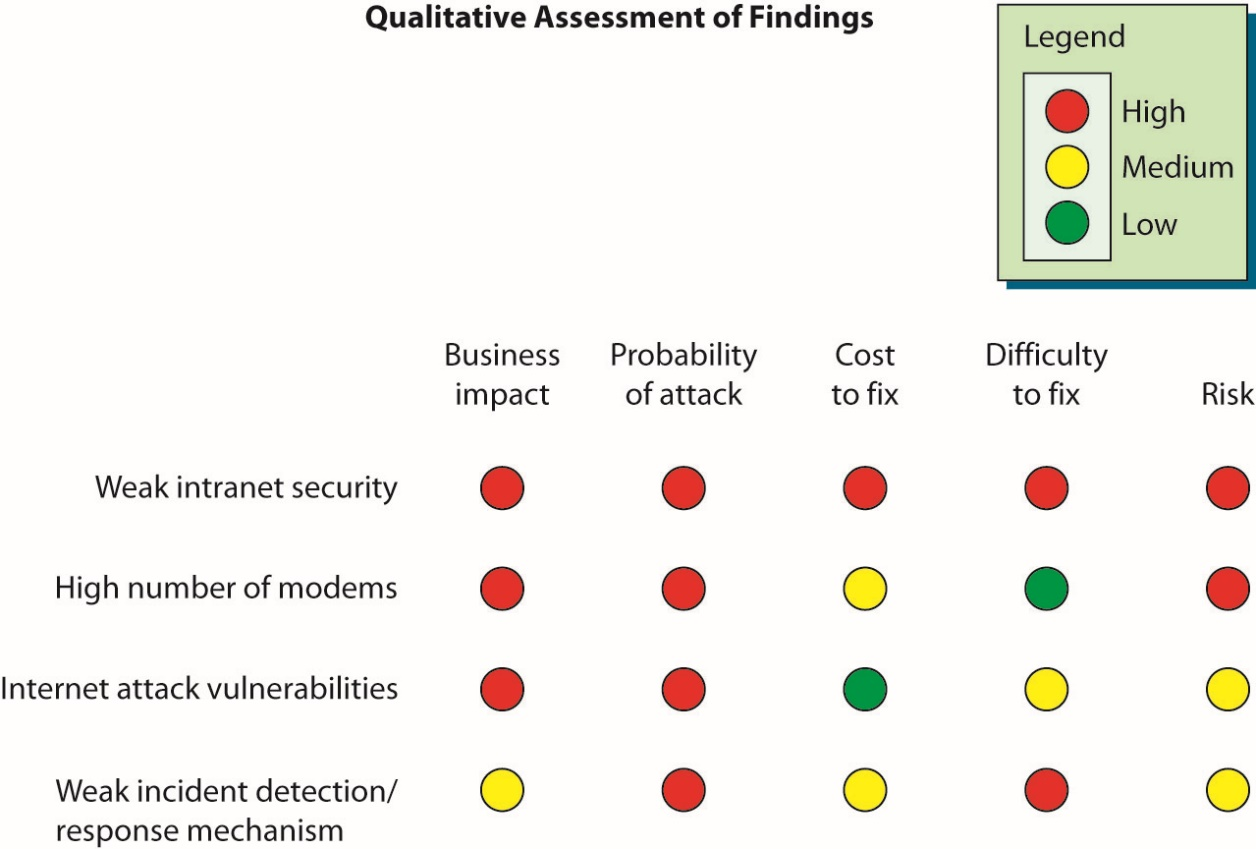 Qualitative Assessment of Findings
Legend
High
Medium
Low
Business impact
Probability of attack
Cost to fix
Difficulty to fix
Risk
Weak intranet security
High number of modems
Internet attack vulnerabilities
Weak incident detection/
response mechanism